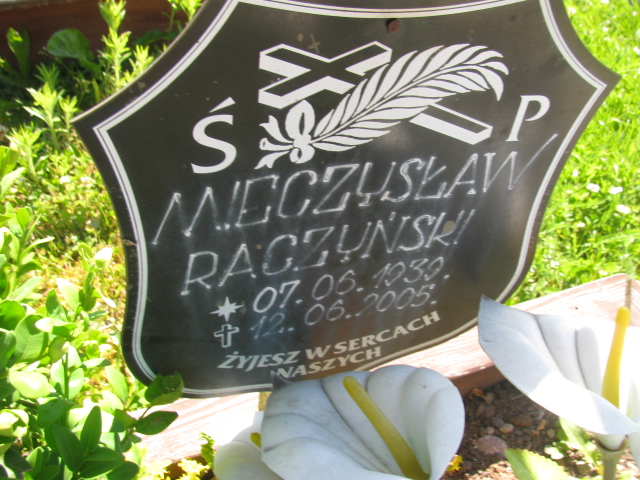 Ś P
MIECZYSŁAW
RACZYŃSKI
07.06.1939.
12.06.2005.
ŻYJESZ W SERCACH
NASZYCH